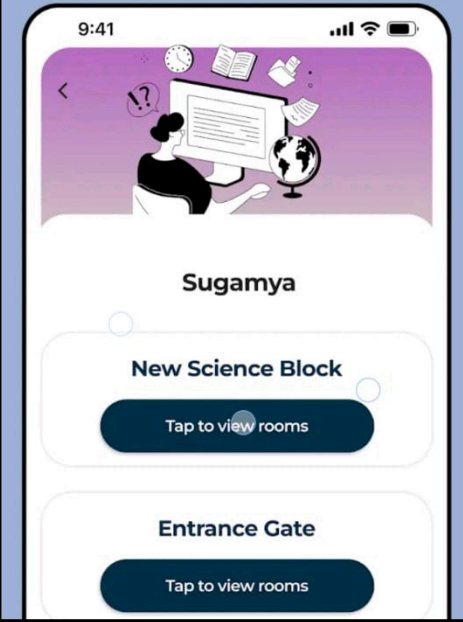 9:41
!?
Sugamya
New Science Block
Tap to view rooms
Entrance Gate
Tap to view rooms